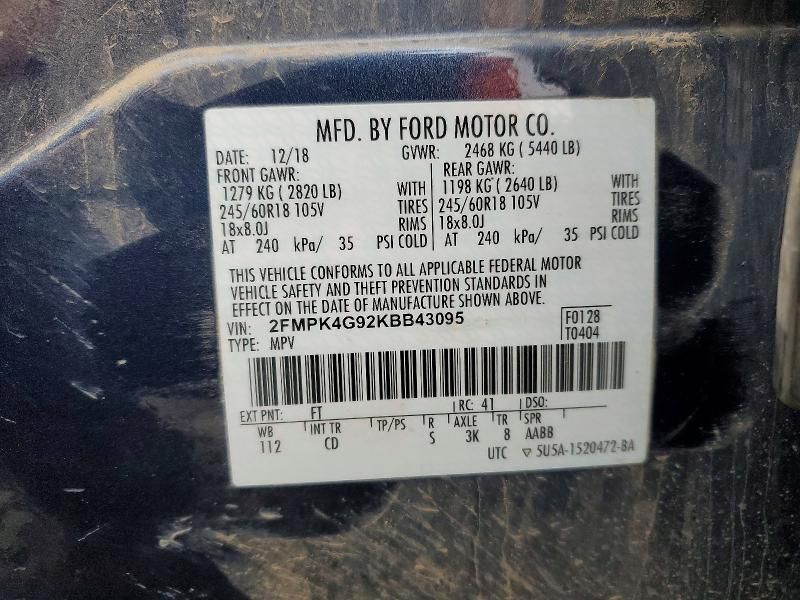 MFD. BY FORD MOTOR CO.
DATE: 12/18 GVWR: 2468 KG ( 5440 LB)
FRONT GAWR: REAR GAWR:
1279 KG ( 2820 LB) WITH 1198 KG ( 2640 LB) WITH
245/60R18 105V TIRES 245/60R18 105V TIRES
18x8.0J RIMS 18x8.0J RIMS
AT 240 kPa/ 35 PSI COLD AT 240 kPa/ 35 PSI COLD
THIS VEHICLE CONFORMS TO ALL APPLICABLE FEDERAL MOTOR
VEHICLE SAFETY AND THEFT PREVENTION STANDARDS IN
EFFECT ON THE DATE OF MANUFACTURE SHOWN ABOVE.
VIN: 2FMPK4G92KBB43095 F0128
TYPE: MPV T0404
EXT PNT: FT RC: 41 DSO:
WB INT TR TP/PS R AXLE TR SPR
112 CD S 3K 8 AABB
UTC ▽ 5U5A-1520472-BA